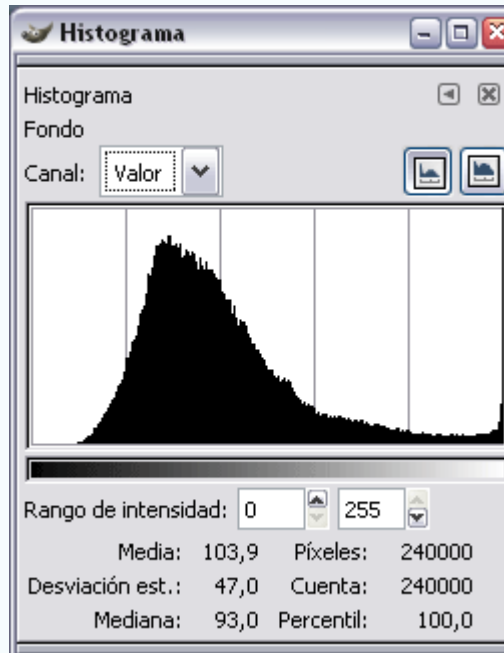 Histograma
Histograma
Fondo
Canal: Valor
Rango de intensidad: 0 255
Media: 103,9 Píxeles: 240000
Desviación est.: 47,0 Cuenta: 240000
Mediana: 93,0 Percentil: 100,0